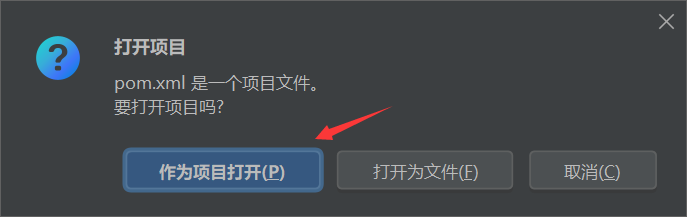 打开项目
pom.xml 是一个项目文件。
要打开项目吗?
作为项目打开(P)
打开为文件(F)
取消(C)